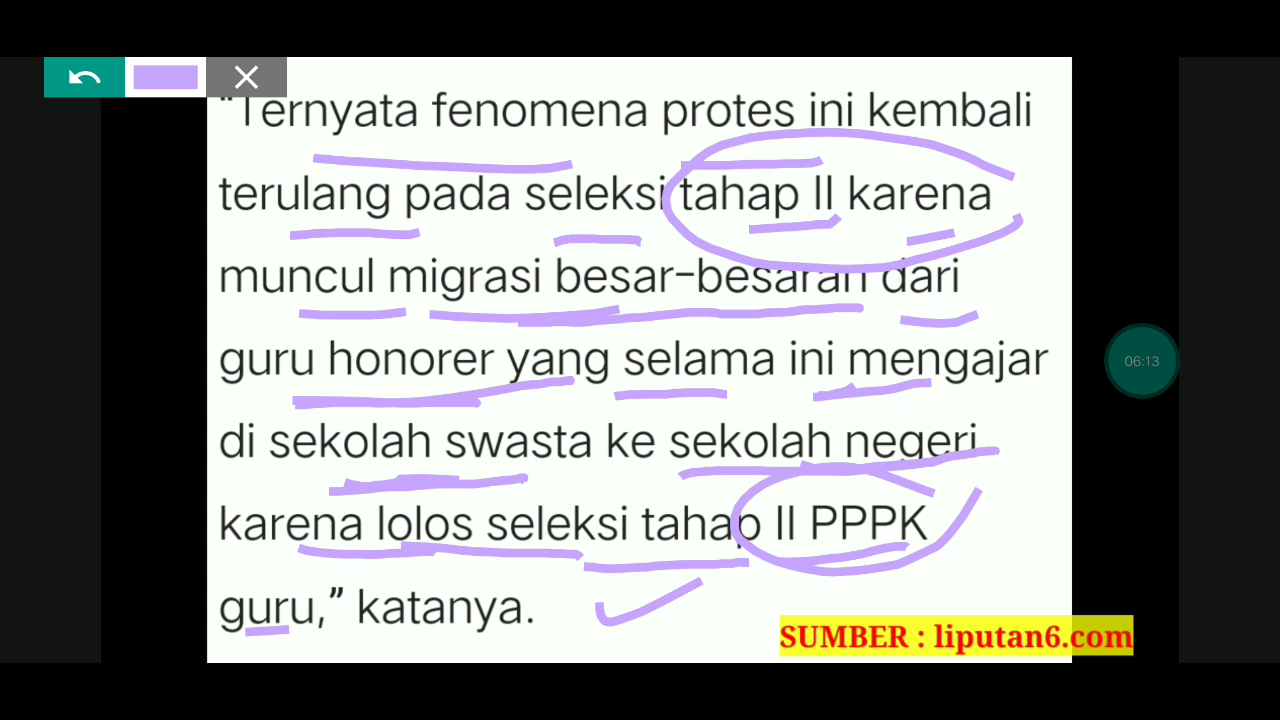 "Ternyata fenomena protes ini kembali
terulang pada seleksi tahap II karena
muncul migrasi besar-besaran dari
guru honorer yang selama ini mengajar
di sekolah swasta ke sekolah negeri
karena lolos seleksi tahap II PPPK
guru,” katanya.
06:13
SUMBER : liputan6.com